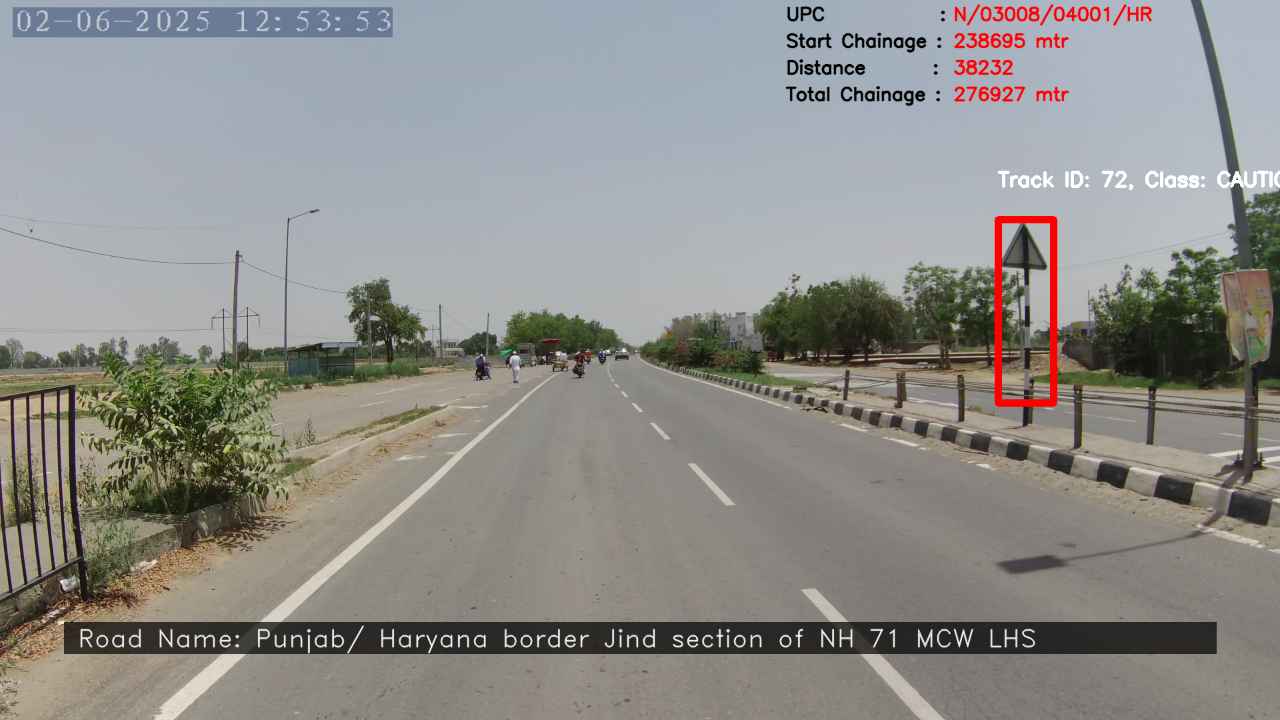 02-06-2025 12:53:53
UPC : N/03008/04001/HR
Start Chainage : 238695 mtr
Distance : 38232
Total Chainage : 276927 mtr
Track ID: 72, Class: CAUTIO
Road Name: Punjab/ Haryana border Jind section of NH 71 MCW LHS